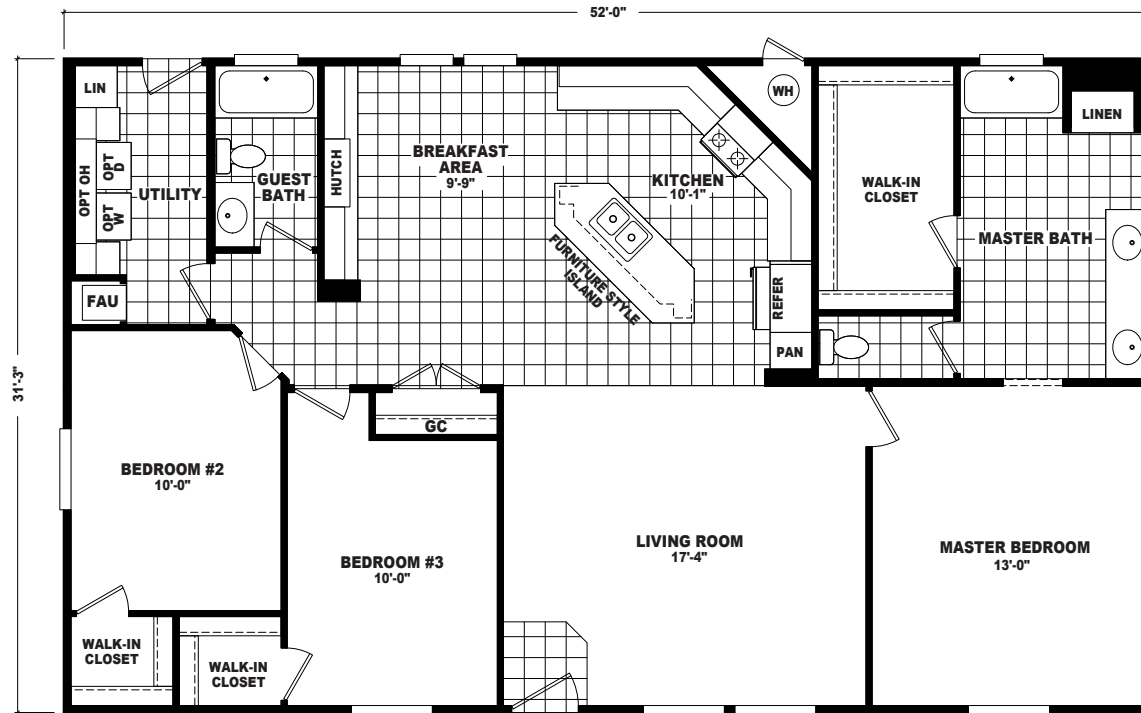 52'-0"
31'-3"
LIN
OPT OH
OPT D
OPT W
UTILITY
FAU
GUEST
BATH
HUTCH
BREAKFAST
AREA
9'-9"
KITCHEN
10'-1"
FURNITURE STYLE
ISLAND
WH
REFER
PAN
WALK-IN
CLOSET
LINEN
MASTER BATH
BEDROOM #2
10'-0"
GC
BEDROOM #3
10'-0"
LIVING ROOM
17'-4"
MASTER BEDROOM
13'-0"
WALK-IN
CLOSET
WALK-IN
CLOSET